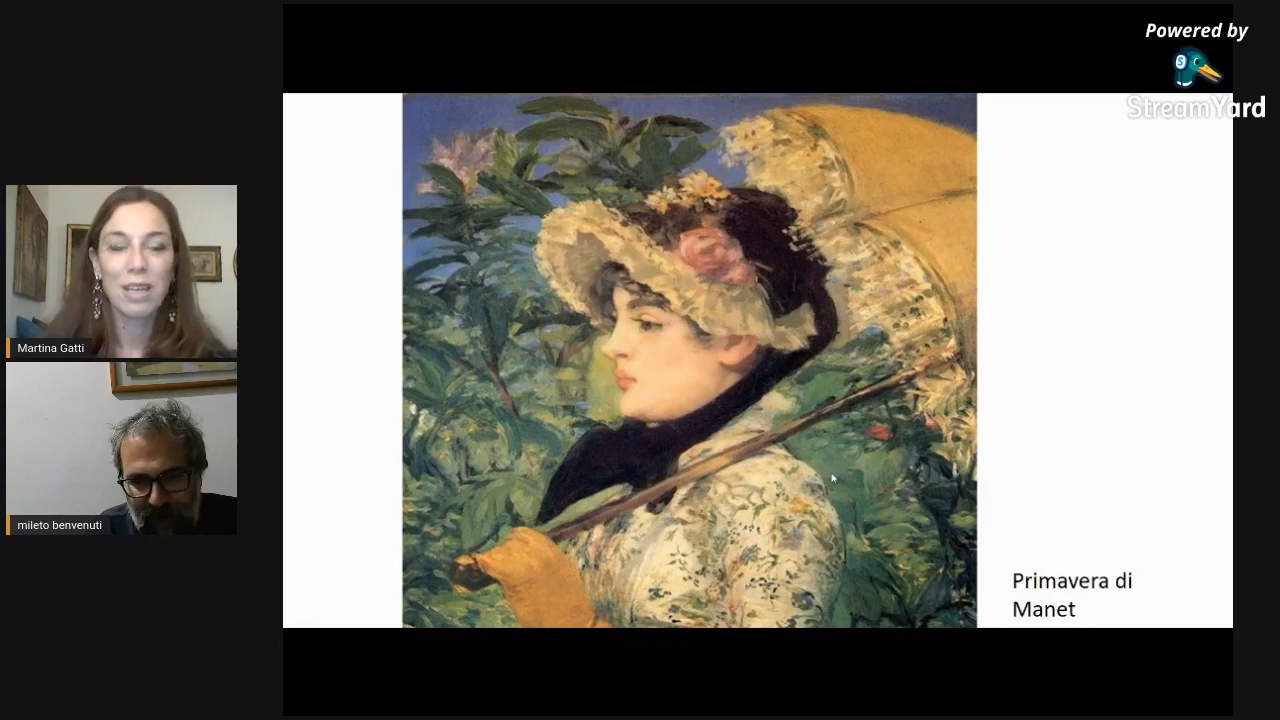 Powered by
StreamYard
Martina Gatti
mileto benvenuti
Primavera di
Manet